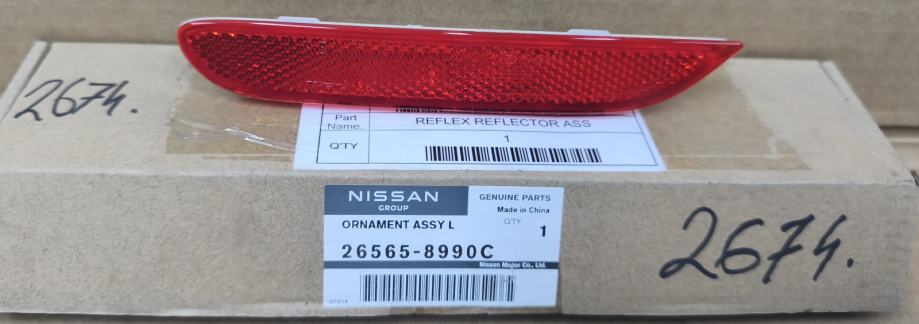 2674.
Part
Name.
REFLEX REFLECTOR ASS
Q'TY
1
NISSAN
GROUP
GENUINE PARTS
Made in China
ORNAMENT ASSY L
Q'TY
1
26565-8990C
Nissan Motor Co., Ltd.
2674.